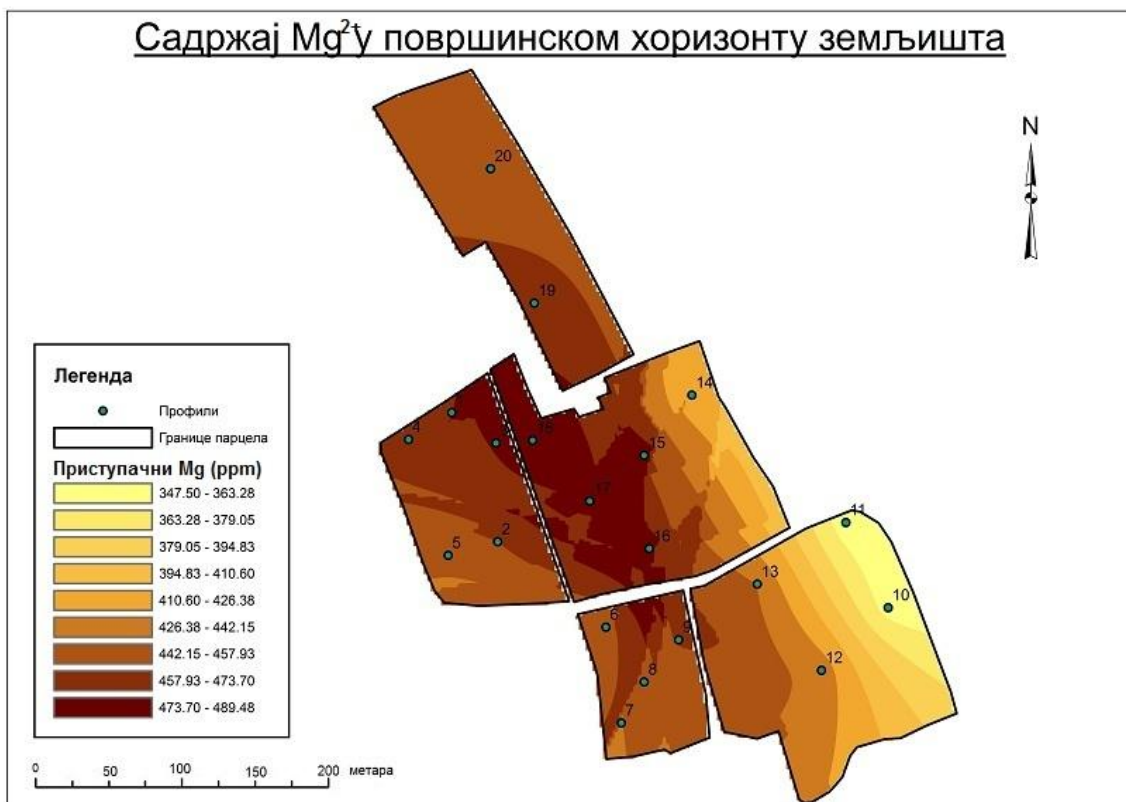 Садржај Mg²⁺у површинском хоризонту земљишта
N
20
19
14
4
18
15
17
2
5
16
11
13
10
6
9
12
8
7
Легенда
Профили
Границе парцела
Приступачни Mg (ppm)
347.50 - 363.28
363.28 - 379.05
379.05 - 394.83
394.83 - 410.60
410.60 - 426.38
426.38 - 442.15
442.15 - 457.93
457.93 - 473.70
473.70 - 489.48
0 50 100 150 200 метара